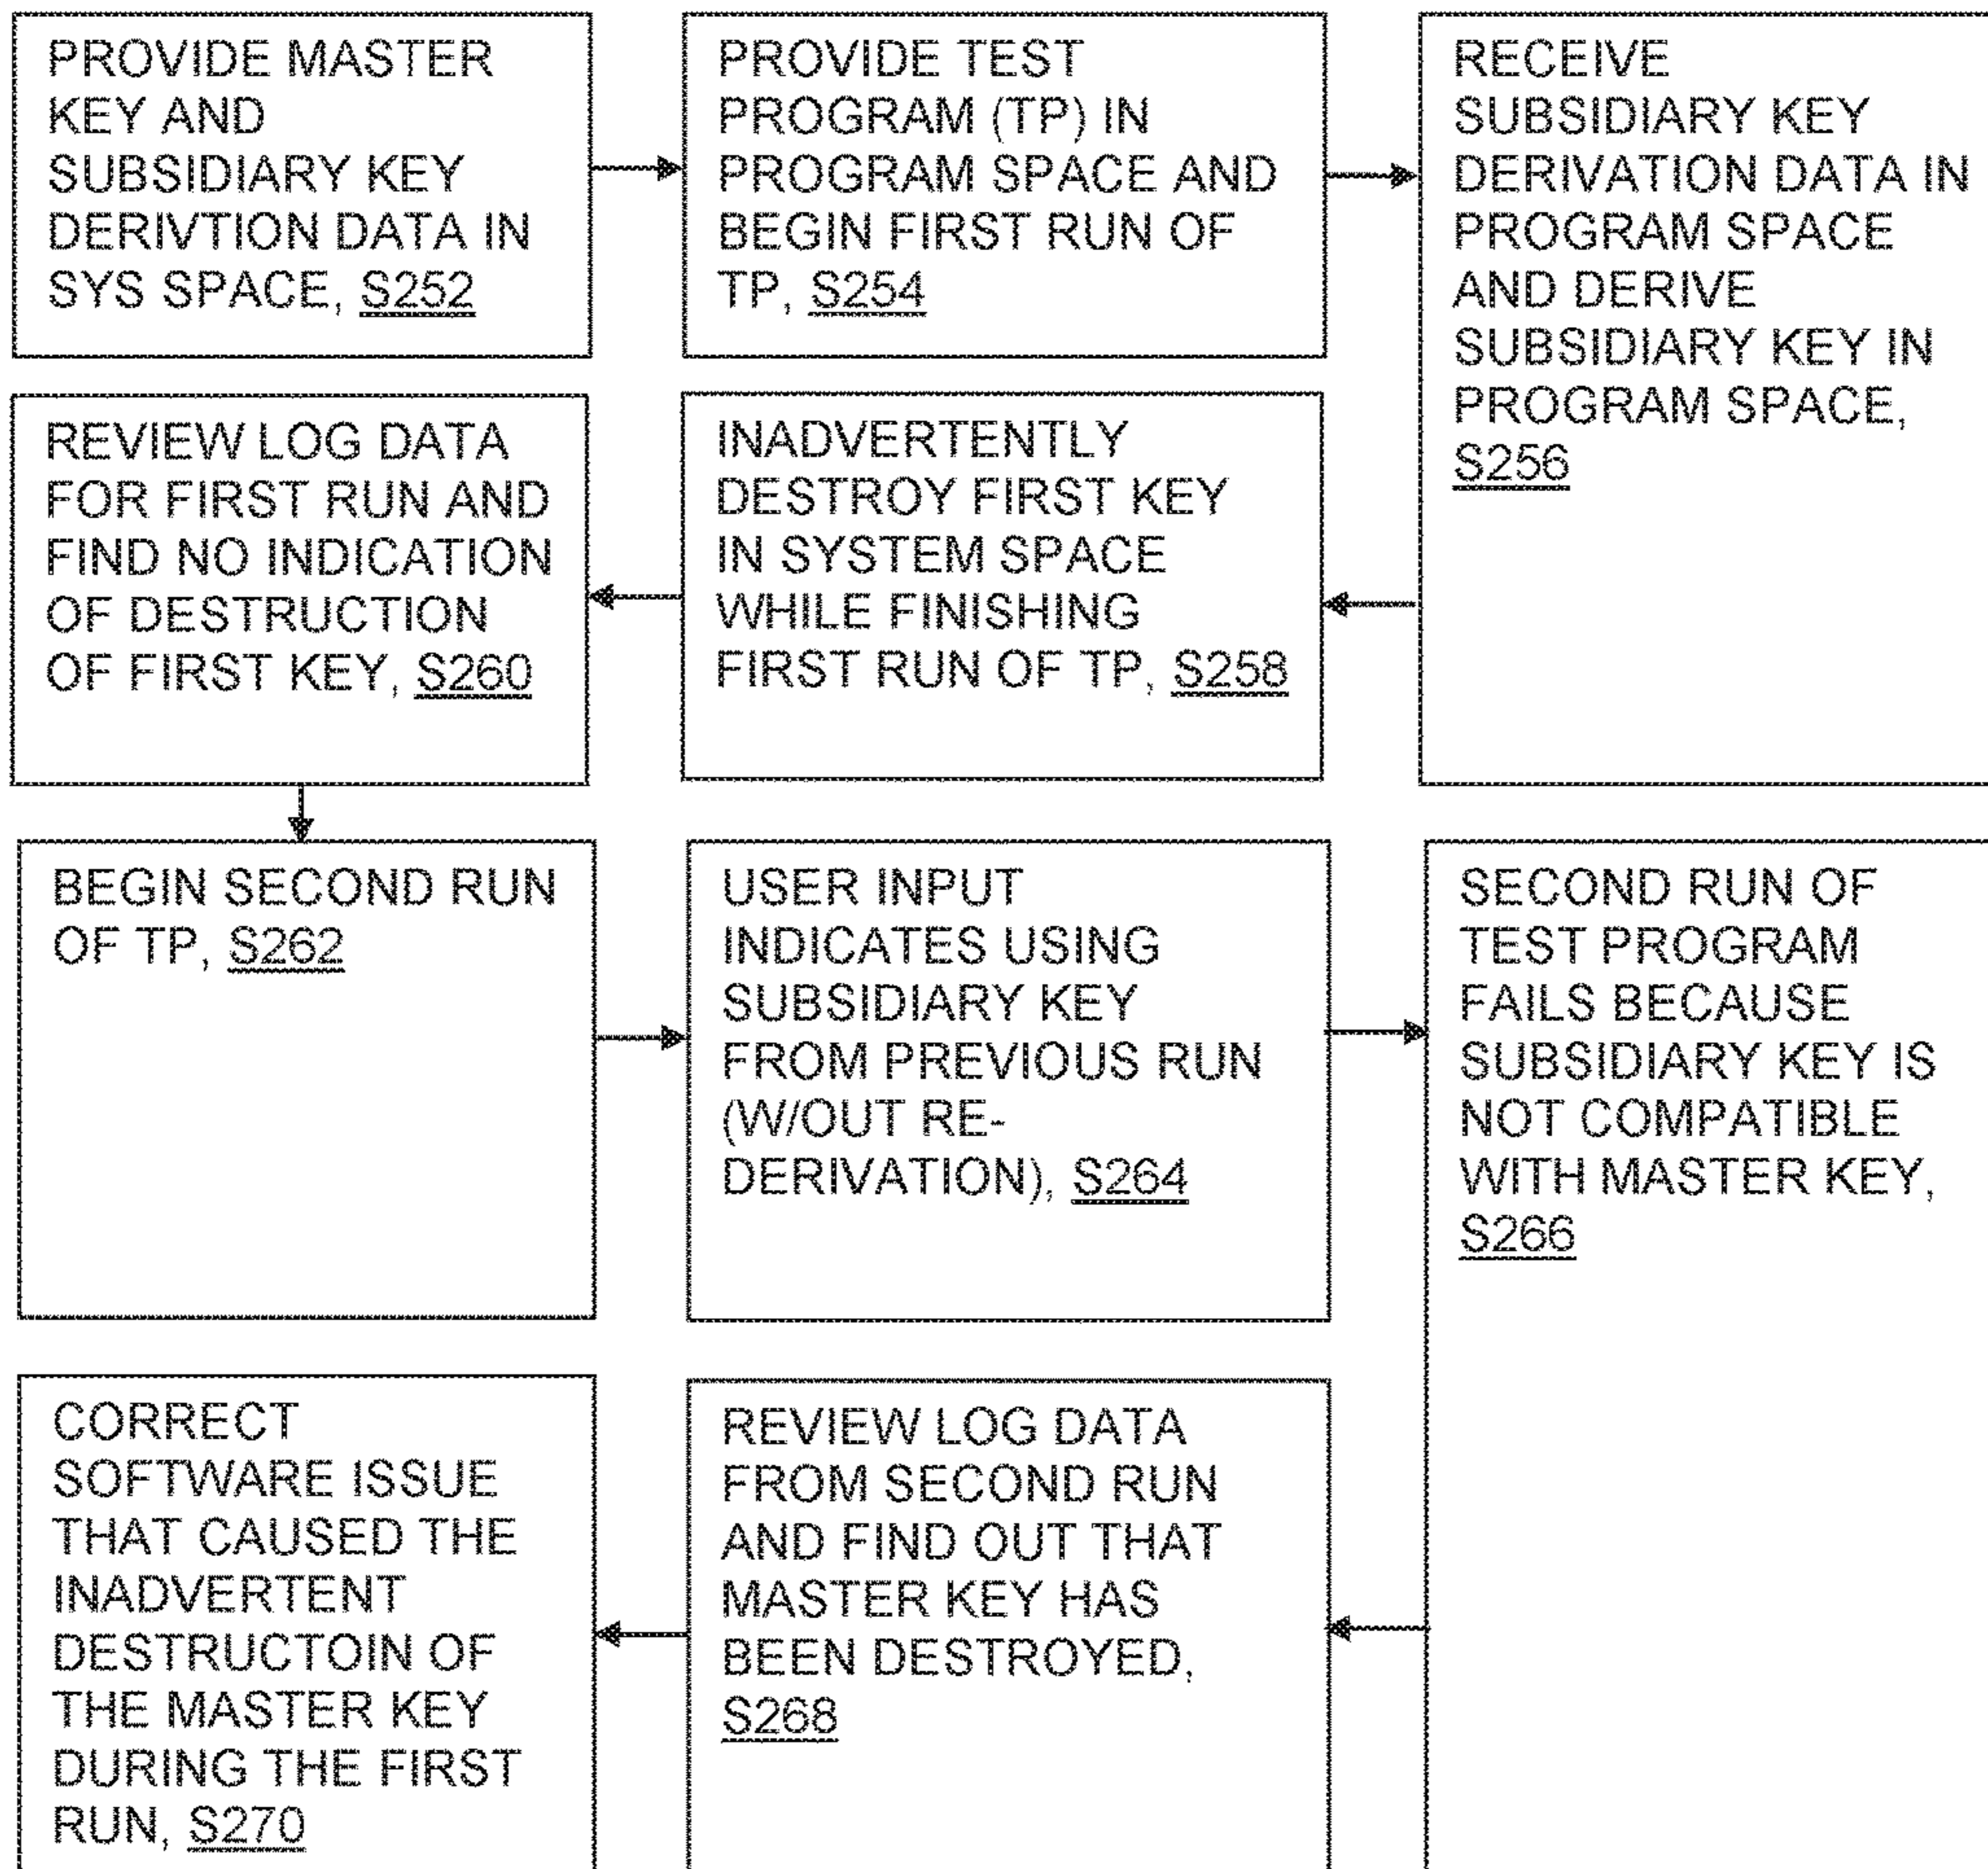 PROVIDE MASTER
KEY AND
SUBSIDIARY KEY
DERIVTION DATA IN
SYS SPACE, S252
PROVIDE TEST
PROGRAM (TP) IN
PROGRAM SPACE AND
BEGIN FIRST RUN OF
TP, S254
RECEIVE
SUBSIDIARY KEY
DERIVATION DATA IN
PROGRAM SPACE
AND DERIVE
SUBSIDIARY KEY IN
PROGRAM SPACE,
S256
INADVERTENTLY
DESTROY FIRST KEY
IN SYSTEM SPACE
WHILE FINISHING
FIRST RUN OF TP, S258
REVIEW LOG DATA
FOR FIRST RUN AND
FIND NO INDICATION
OF DESTRUCTION
OF FIRST KEY, S260
BEGIN SECOND RUN
OF TP, S262
USER INPUT
INDICATES USING
SUBSIDIARY KEY
FROM PREVIOUS RUN
(W/OUT RE-
DERIVATION), S264
SECOND RUN OF
TEST PROGRAM
FAILS BECAUSE
SUBSIDIARY KEY IS
NOT COMPATIBLE
WITH MASTER KEY,
S266
REVIEW LOG DATA
FROM SECOND RUN
AND FIND OUT THAT
MASTER KEY HAS
BEEN DESTROYED,
S268
CORRECT
SOFTWARE ISSUE
THAT CAUSED THE
INADVERTENT
DESTRUCTOIN OF
THE MASTER KEY
DURING THE FIRST
RUN, S270